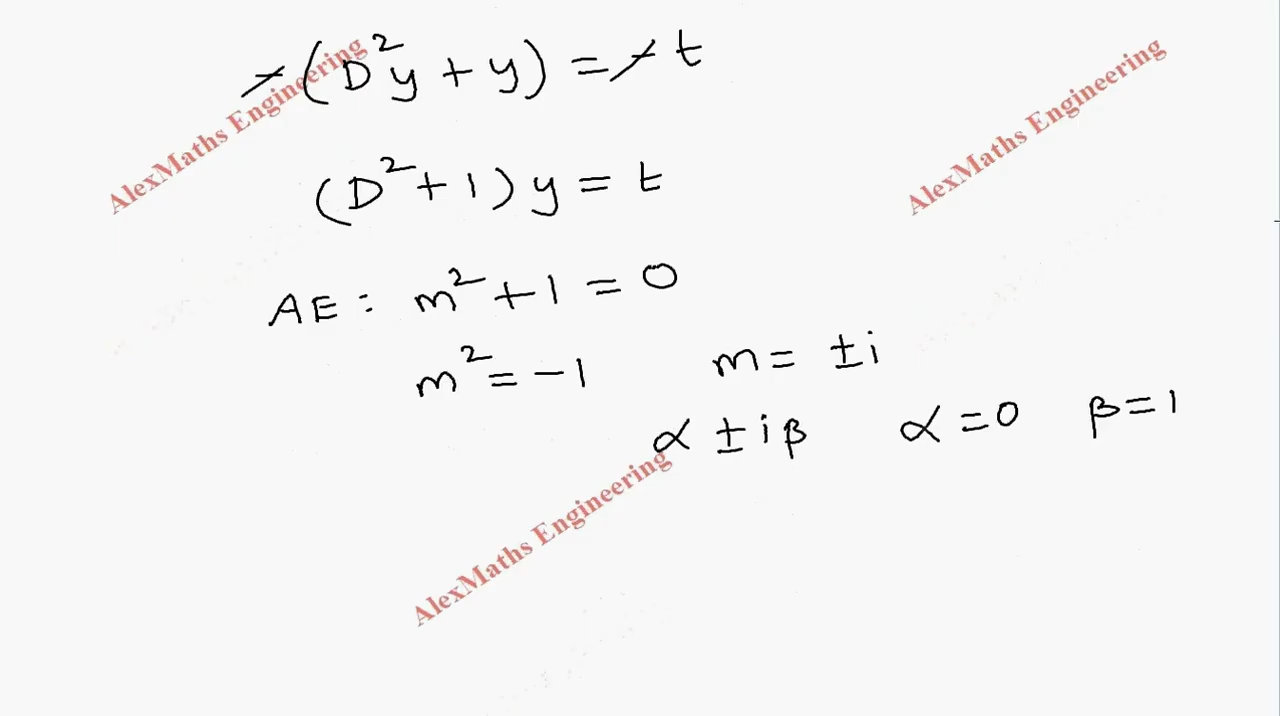 -(D²y + y) = -t
(D² + 1) y = t
AE : m² + 1 = 0
m² = -1 m = ±i
α ± iβ α = 0 β = 1
AlexMaths Engineering
AlexMaths Engineering
AlexMaths Engineering